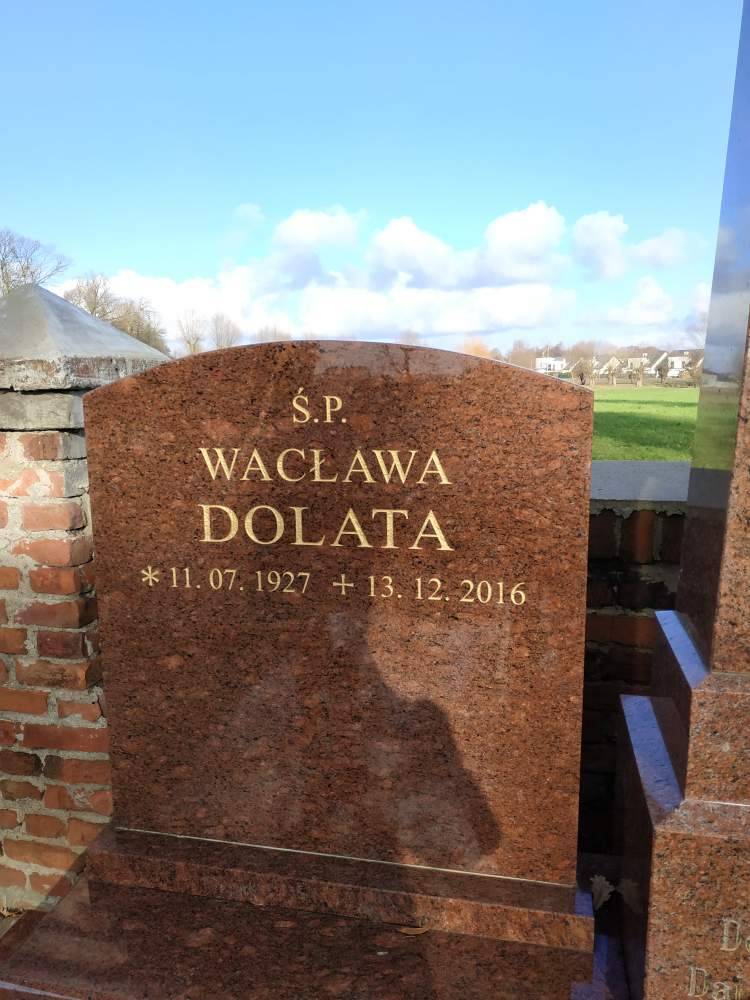 Ś.P.
WACŁAWA
DOLATA
* 11. 07. 1927 + 13. 12. 2016